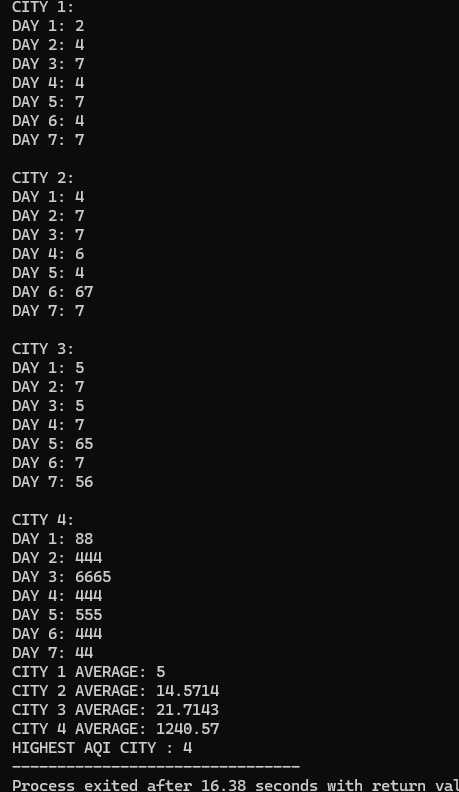 CITY 1:
DAY 1: 2
DAY 2: 4
DAY 3: 7
DAY 4: 4
DAY 5: 7
DAY 6: 4
DAY 7: 7
CITY 2:
DAY 1: 4
DAY 2: 7
DAY 3: 7
DAY 4: 6
DAY 5: 4
DAY 6: 67
DAY 7: 7
CITY 3:
DAY 1: 5
DAY 2: 7
DAY 3: 5
DAY 4: 7
DAY 5: 65
DAY 6: 7
DAY 7: 56
CITY 4:
DAY 1: 88
DAY 2: 444
DAY 3: 6665
DAY 4: 444
DAY 5: 555
DAY 6: 444
DAY 7: 44
CITY 1 AVERAGE: 5
CITY 2 AVERAGE: 14.5714
CITY 3 AVERAGE: 21.7143
CITY 4 AVERAGE: 1240.57
HIGHEST AQI CITY : 4
--------------------------------
Process exited after 16.38 seconds with return val